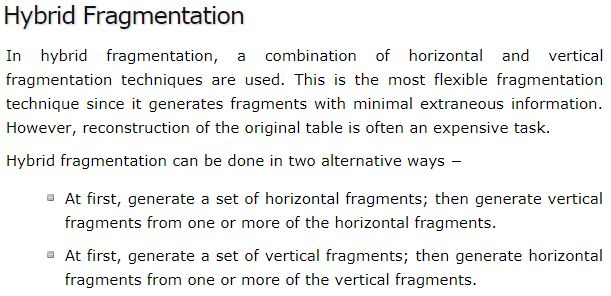 Hybrid Fragmentation
In hybrid fragmentation, a combination of horizontal and vertical
fragmentation techniques are used. This is the most flexible fragmentation
technique since it generates fragments with minimal extraneous information.
However, reconstruction of the original table is often an expensive task.
Hybrid fragmentation can be done in two alternative ways −
At first, generate a set of horizontal fragments; then generate vertical
fragments from one or more of the horizontal fragments.
At first, generate a set of vertical fragments; then generate horizontal
fragments from one or more of the vertical fragments.